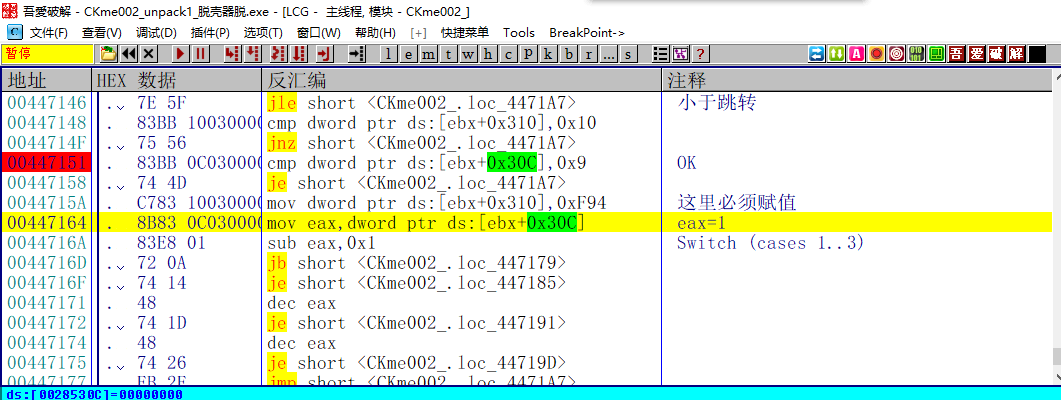 吾愛破解 - CKme002_unpack1_脱壳器脱.exe - [LCG - 主线程, 模块 - CKme002_]
文件(F) 查看(V) 调试(D) 插件(P) 选项(T) 窗口(W) 帮助(H) [+] 快捷菜单 Tools BreakPoint->
暂停 l e m t w h c p k b r ... s ? 吾 爱 破 解
地址 HEX 数据 反汇编 注释
00447146 .⌄ 7E 5F jle short <CKme002_.loc_4471A7> 小于跳转
00447148 . 83BB 10030000 cmp dword ptr ds:[ebx+0x310],0x10
0044714F .⌄ 75 56 jnz short <CKme002_.loc_4471A7>
00447151 . 83BB 0C030000 cmp dword ptr ds:[ebx+0x30C],0x9 OK
00447158 .⌄ 74 4D je short <CKme002_.loc_4471A7>
0044715A . C783 10030000 mov dword ptr ds:[ebx+0x310],0xF94 这里必须赋值
00447164 . 8B83 0C030000 mov eax,dword ptr ds:[ebx+0x30C] eax=1
0044716A . 83E8 01 sub eax,0x1 Switch (cases 1..3)
0044716D .⌄ 72 0A jb short <CKme002_.loc_447179>
0044716F .⌄ 74 14 je short <CKme002_.loc_447185>
00447171 . 48 dec eax
00447172 .⌄ 74 1D je short <CKme002_.loc_447191>
00447174 . 48 dec eax
00447175 .⌄ 74 26 je short <CKme002_.loc_44719D>
00447177 .⌄ EB 2E jmp short <CKme002_.loc_4471A7>
ds:[0028530C]=00000000